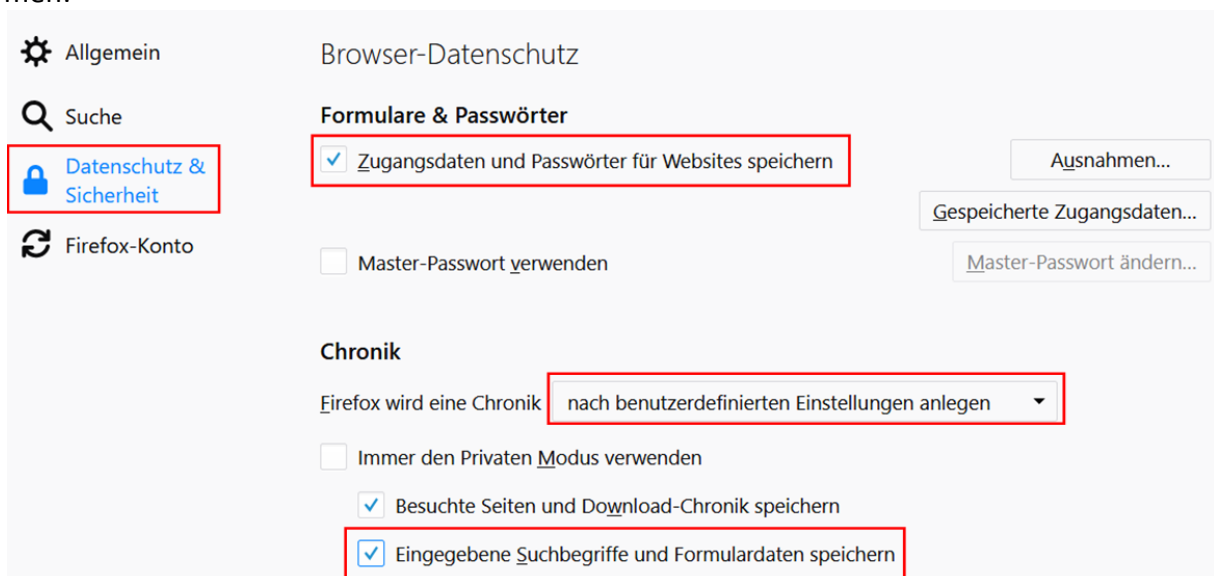 Allgemein
Suche
Datenschutz &
Sicherheit
Firefox-Konto
Browser-Datenschutz
Formulare & Passwörter
Zugangsdaten und Passwörter für Websites speichern
Ausnahmen...
Gespeicherte Zugangsdaten...
Master-Passwort verwenden
Master-Passwort ändern...
Chronik
Firefox wird eine Chronik nach benutzerdefinierten Einstellungen anlegen
Immer den Privaten Modus verwenden
Besuchte Seiten und Download-Chronik speichern
Eingegebene Suchbegriffe und Formulardaten speichern